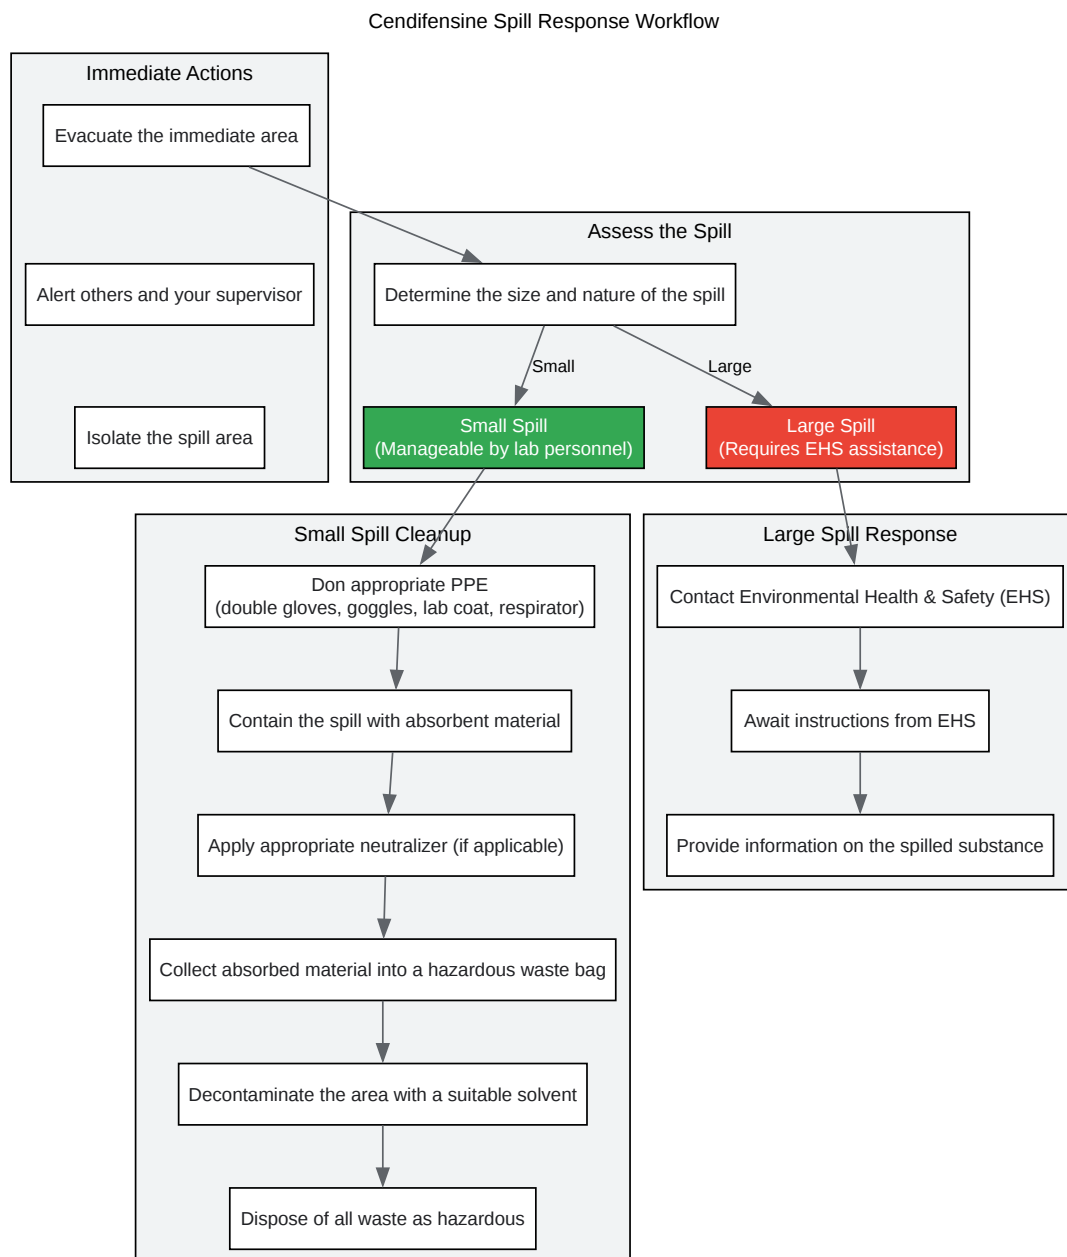 Cendifensine Spill Response Workflow
Immediate Actions
Evacuate the immediate area
Alert others and your supervisor
Isolate the spill area
Assess the Spill
Determine the size and nature of the spill
Small
Large
Small Spill
(Manageable by lab personnel)
Large Spill
(Requires EHS assistance)
Small Spill Cleanup
Don appropriate PPE
(double gloves, goggles, lab coat, respirator)
Contain the spill with absorbent material
Apply appropriate neutralizer (if applicable)
Collect absorbed material into a hazardous waste bag
Decontaminate the area with a suitable solvent
Dispose of all waste as hazardous
Large Spill Response
Contact Environmental Health & Safety (EHS)
Await instructions from EHS
Provide information on the spilled substance